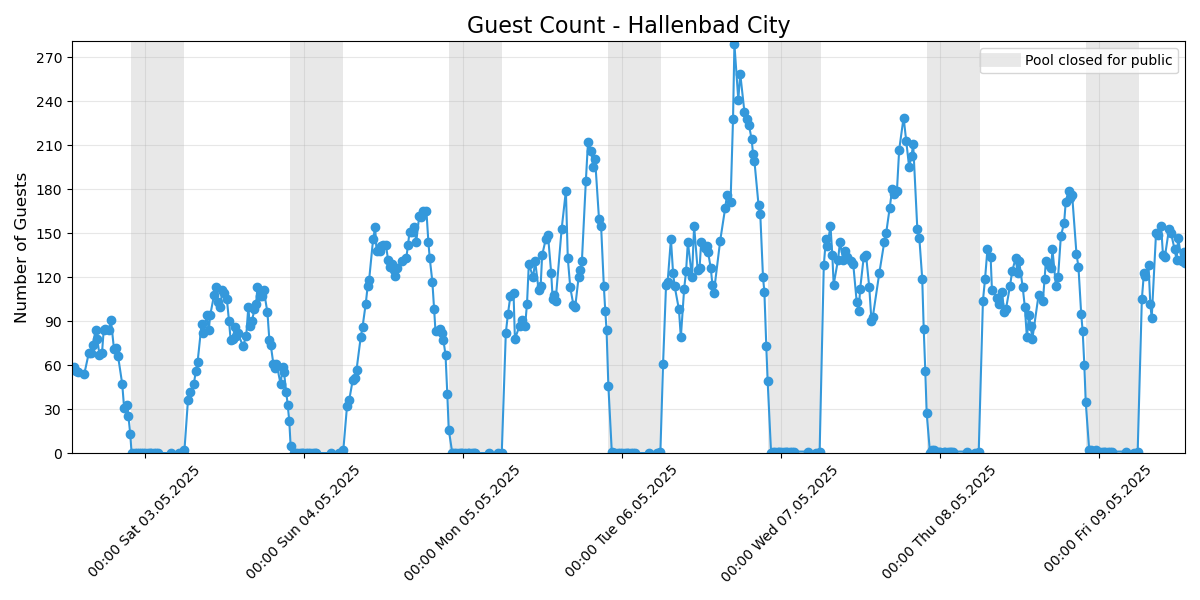 Guest Count - Hallenbad City
Pool closed for public
Number of Guests
270
240
210
180
150
120
90
60
30
0
00:00 Sat 03.05.2025
00:00 Sun 04.05.2025
00:00 Mon 05.05.2025
00:00 Tue 06.05.2025
00:00 Wed 07.05.2025
00:00 Thu 08.05.2025
00:00 Fri 09.05.2025